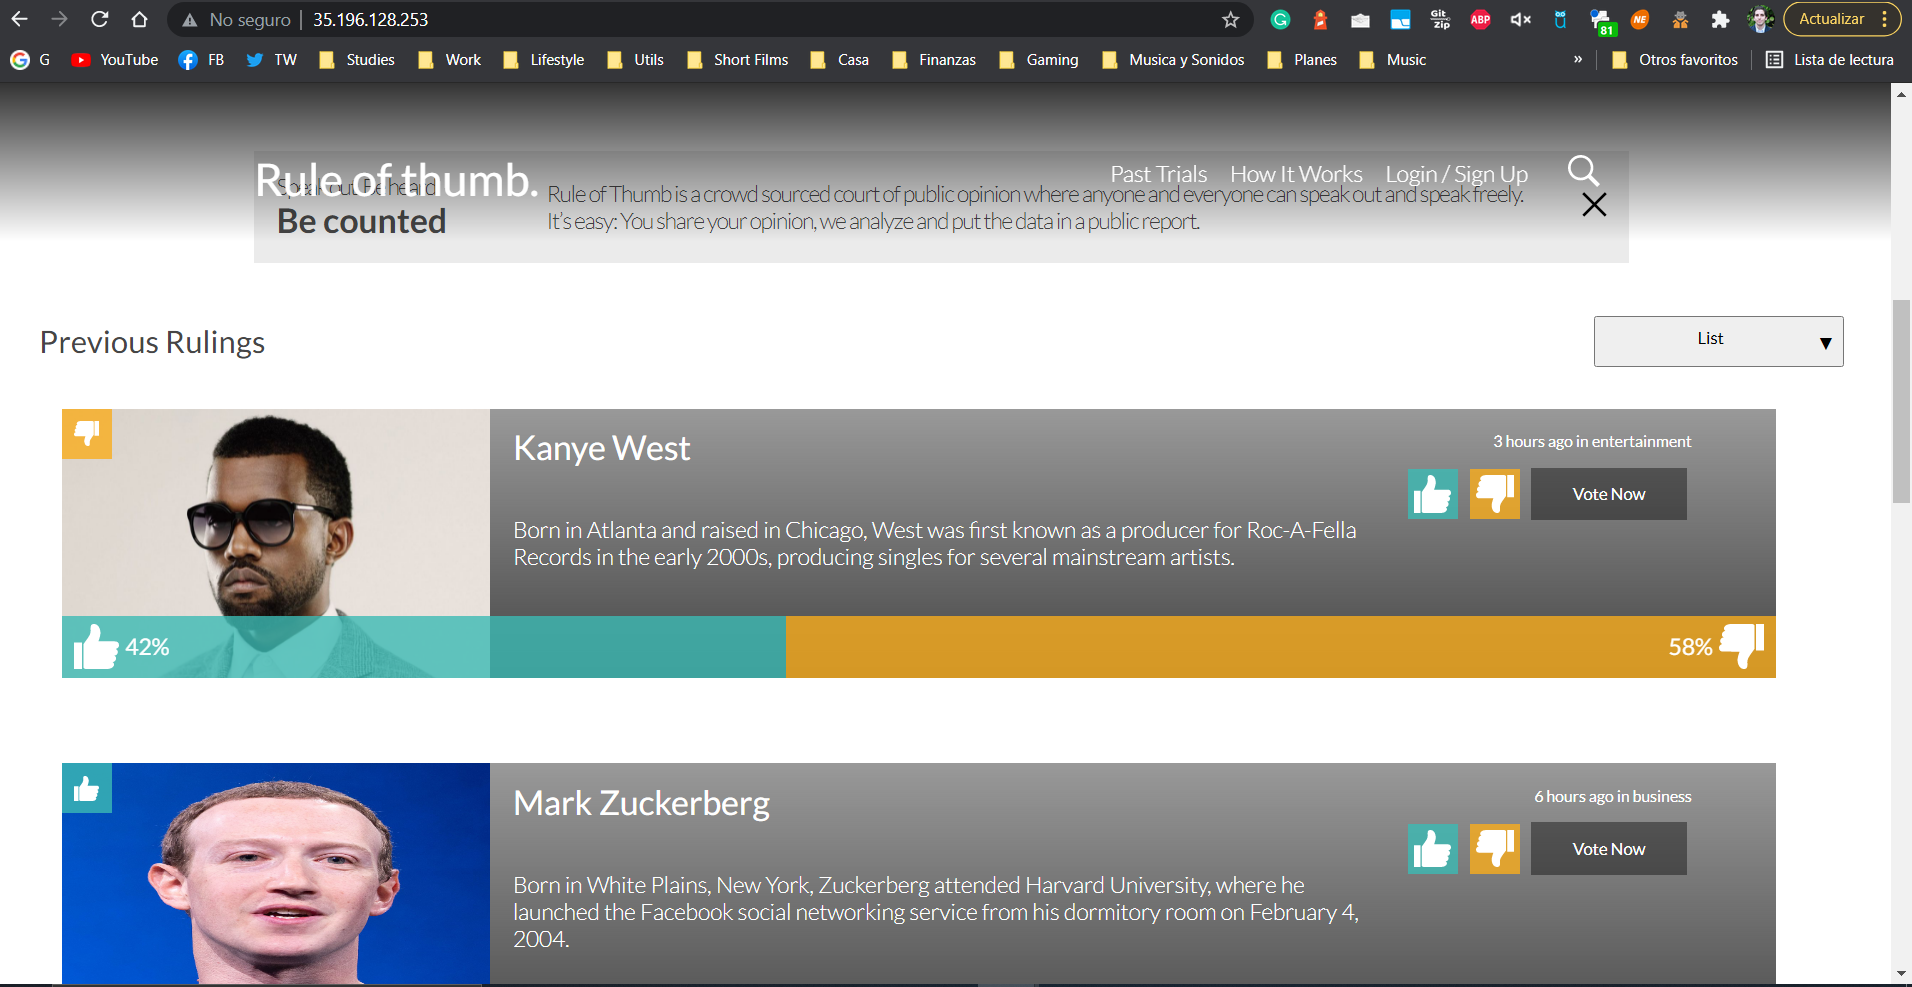 No seguro
35.196.128.253
Git
Zip
ABP
81
NE
Actualizar
G
YouTube
FB
TW
Studies
Work
Lifestyle
Utils
Short Films
Casa
Finanzas
Gaming
Musica y Sonidos
Planes
Music
»
Otros favoritos
Lista de lectura
Rule of thumb.
Past Trials
How It Works
Login / Sign Up
Speak out. Be heard.
Be counted
Rule of Thumb is a crowd sourced court of public opinion where anyone and everyone can speak out and speak freely.
It’s easy: You share your opinion, we analyze and put the data in a public report.
Previous Rulings
List
Kanye West
3 hours ago in entertainment
Vote Now
Born in Atlanta and raised in Chicago, West was first known as a producer for Roc-A-Fella
Records in the early 2000s, producing singles for several mainstream artists.
42%
58%
Mark Zuckerberg
6 hours ago in business
Vote Now
Born in White Plains, New York, Zuckerberg attended Harvard University, where he
launched the Facebook social networking service from his dormitory room on February 4,
2004.